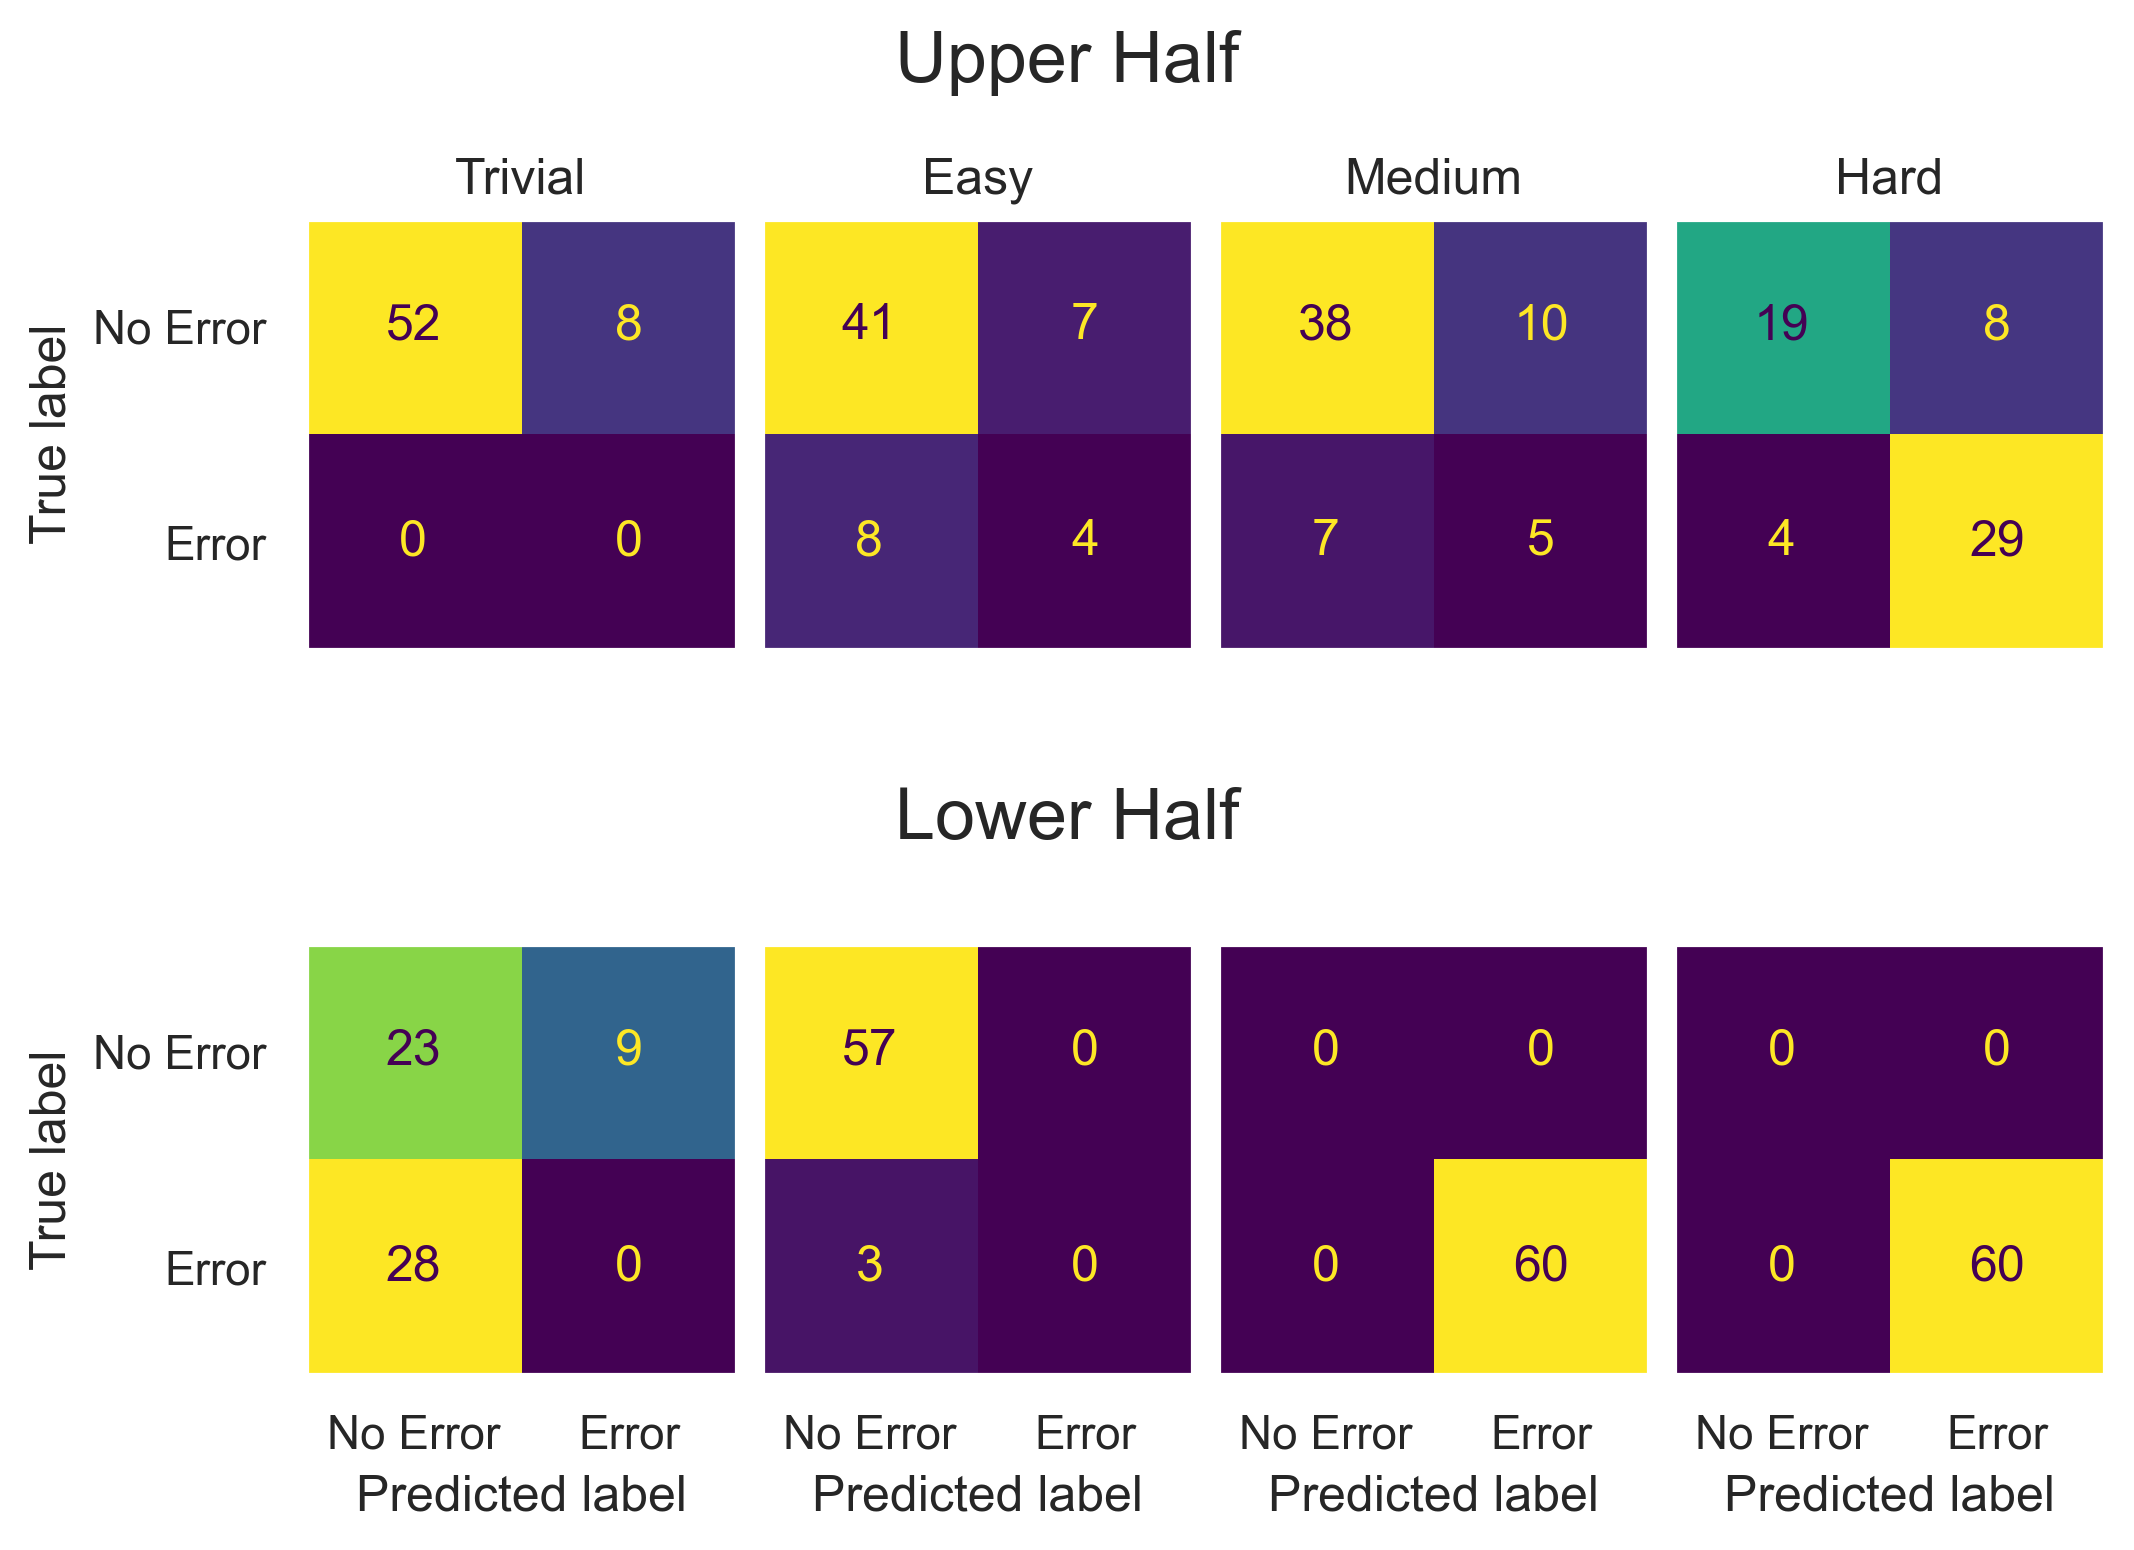 Upper Half
Trivial Easy Medium Hard
True label
No Error 52 8 41 7 38 10 19 8
Error 0 0 8 4 7 5 4 29
Lower Half
True label
No Error 23 9 57 0 0 0 0 0
Error 28 0 3 0 0 60 0 60
No Error Error No Error Error No Error Error No Error Error
Predicted label Predicted label Predicted label Predicted label